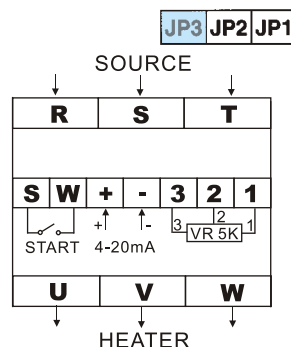 JP3 JP2 JP1
SOURCE
R S T
S W + - 3 2 1
+ - 3 2 1
VR 5K
START 4-20mA
U V W
HEATER